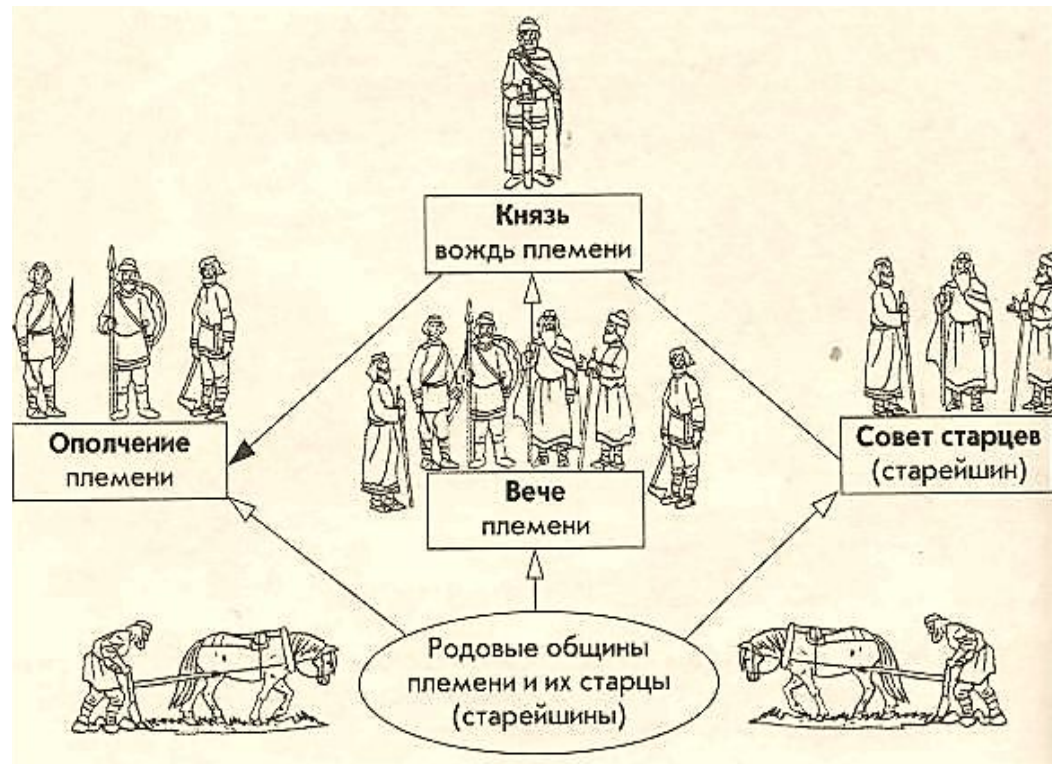 Князь
вождь племени
Ополчение
племени
Вече
племени
Совет старцев
(старейшин)
Родовые общины
племени и их старцы
(старейшины)